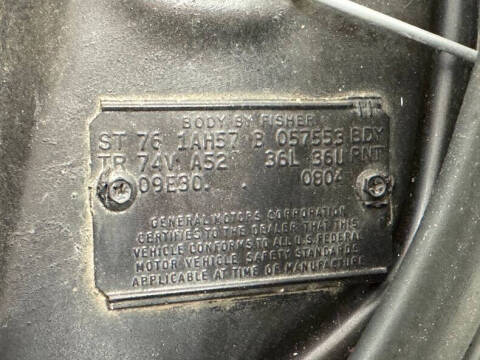 BODY BY FISHER
ST 76 1AH57 B 057553 BDY
TR 74V A52 36L 36U PNT
09E30. . 0804
GENERAL MOTORS CORPORATION
CERTIFIES TO THE DEALER THAT THIS
VEHICLE CONFORMS TO ALL U.S. FEDERAL
MOTOR VEHICLE SAFETY STANDARDS
APPLICABLE AT TIME OF MANUFACTURE